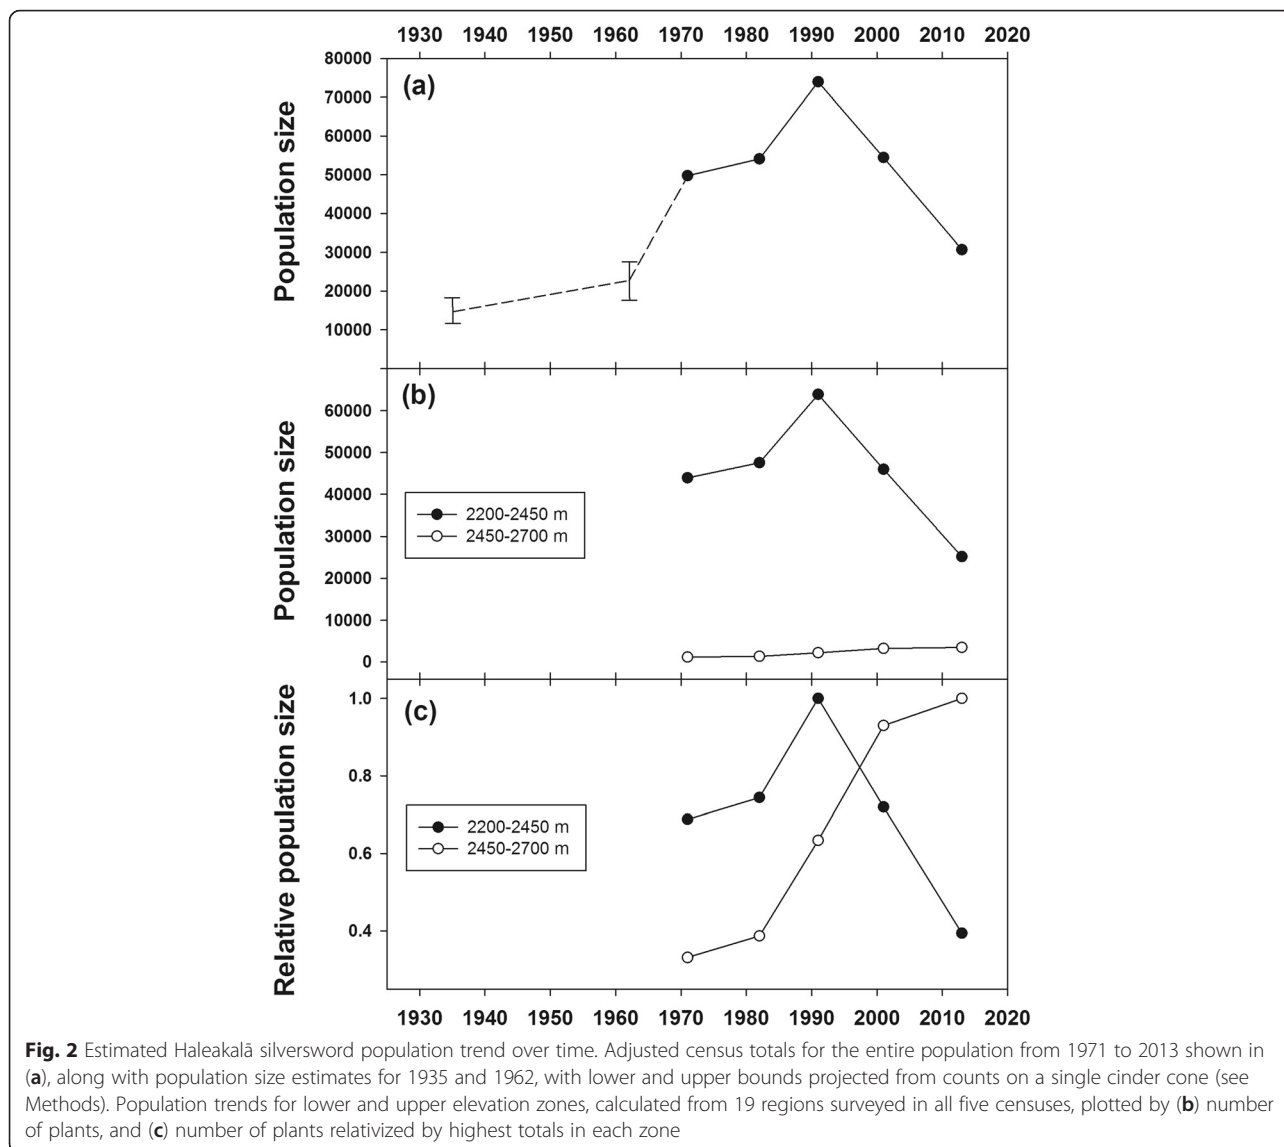 1930 1940 1950 1960 1970 1980 1990 2000 2010 2020
(a)
Population size
80000
70000
60000
50000
40000
30000
20000
10000
(b)
Population size
60000
50000
40000
30000
20000
10000
0
2200-2450 m
2450-2700 m
(c)
Relative population size
1.0
0.8
0.6
0.4
2200-2450 m
2450-2700 m
1930 1940 1950 1960 1970 1980 1990 2000 2010 2020
Fig. 2 Estimated Haleakalā silversword population trend over time. Adjusted census totals for the entire population from 1971 to 2013 shown in
(a), along with population size estimates for 1935 and 1962, with lower and upper bounds projected from counts on a single cinder cone (see
Methods). Population trends for lower and upper elevation zones, calculated from 19 regions surveyed in all five censuses, plotted by (b) number
of plants, and (c) number of plants relativized by highest totals in each zone